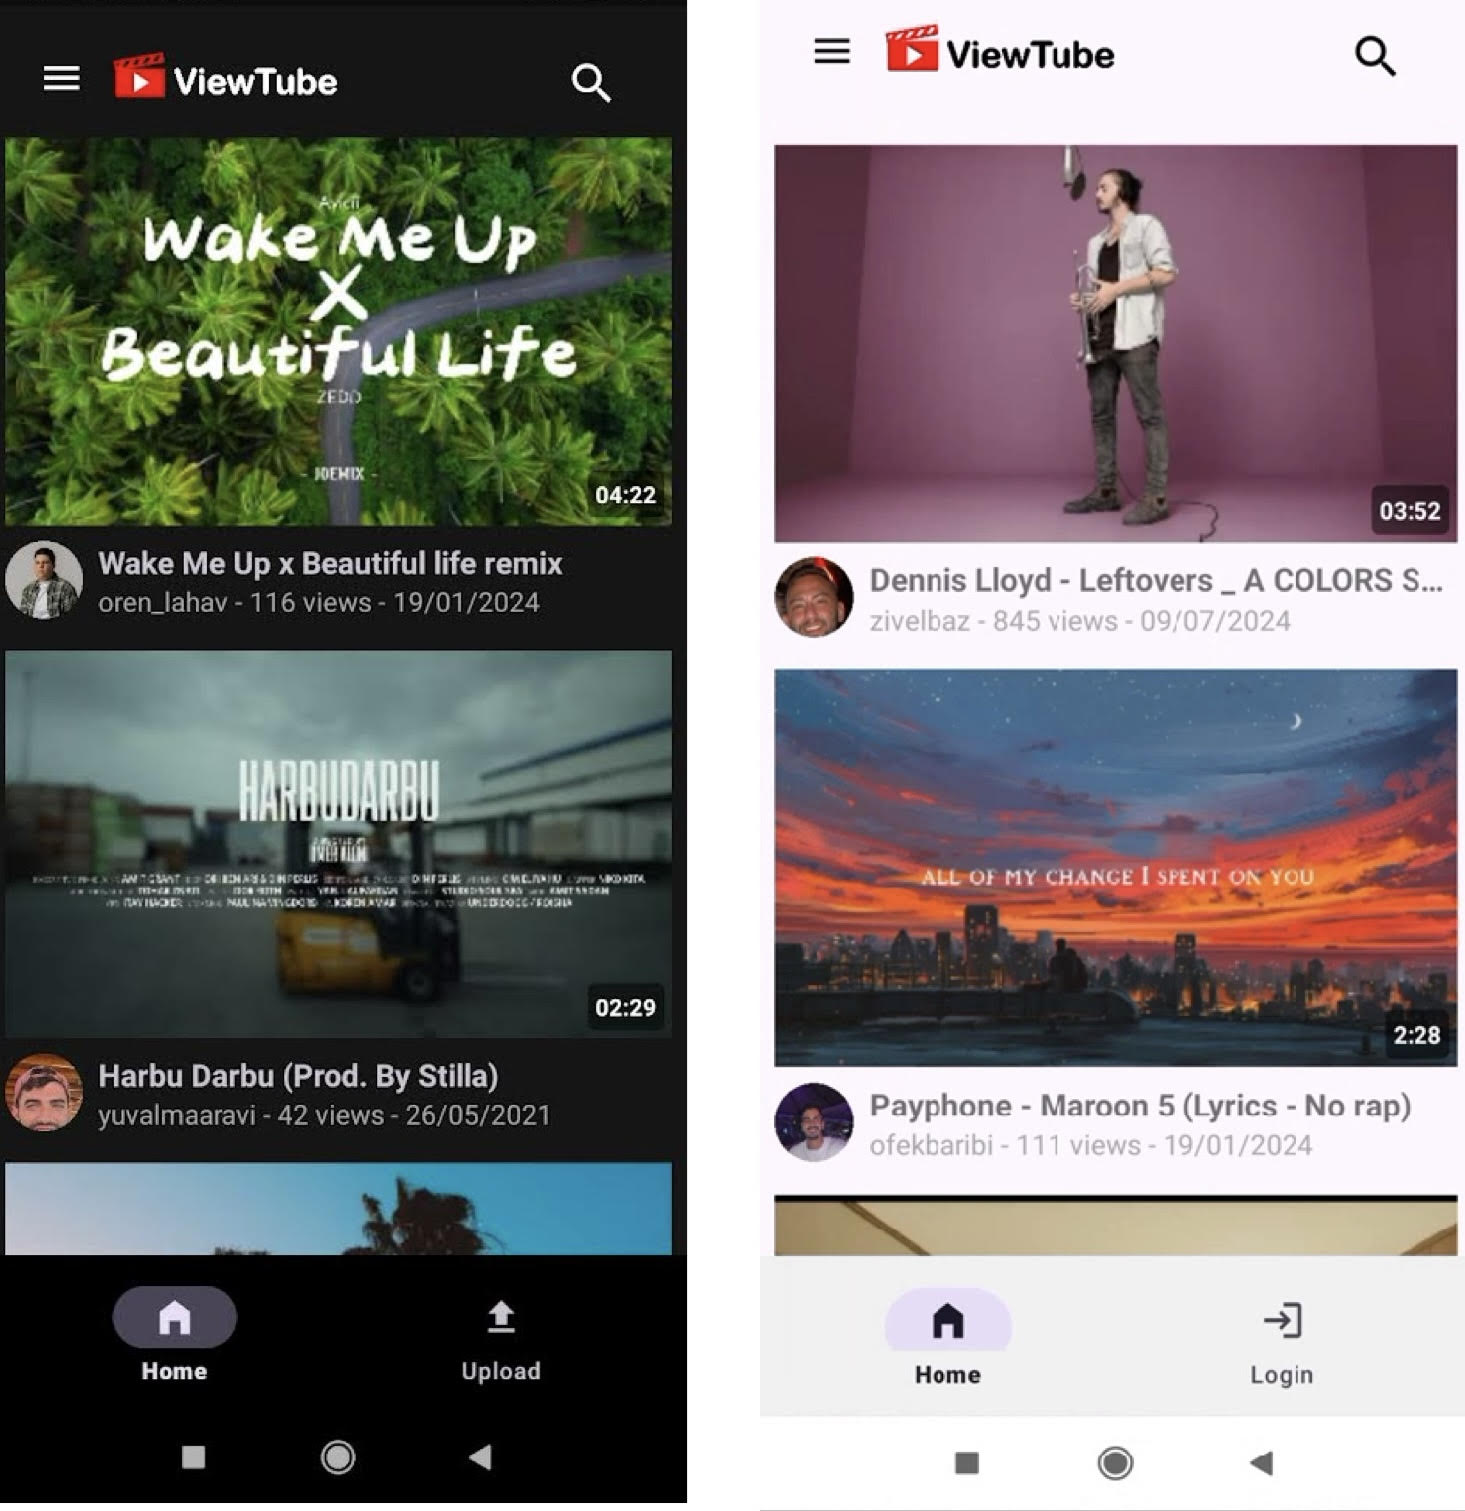 ViewTube
Avicii
Wake Me Up
X
Beautiful Life
ZEDD
- JOEMIX -
04:22
Wake Me Up x Beautiful life remix
oren_lahav - 116 views - 19/01/2024
HARBUDARBU
02:29
Harbu Darbu (Prod. By Stilla)
yuvalmaaravi - 42 views - 26/05/2021
Home
Upload
ViewTube
03:52
Dennis Lloyd - Leftovers _ A COLORS S...
zivelbaz - 845 views - 09/07/2024
ALL OF MY CHANGE I SPENT ON YOU
2:28
Payphone - Maroon 5 (Lyrics - No rap)
ofekbaribi - 111 views - 19/01/2024
Home
Login